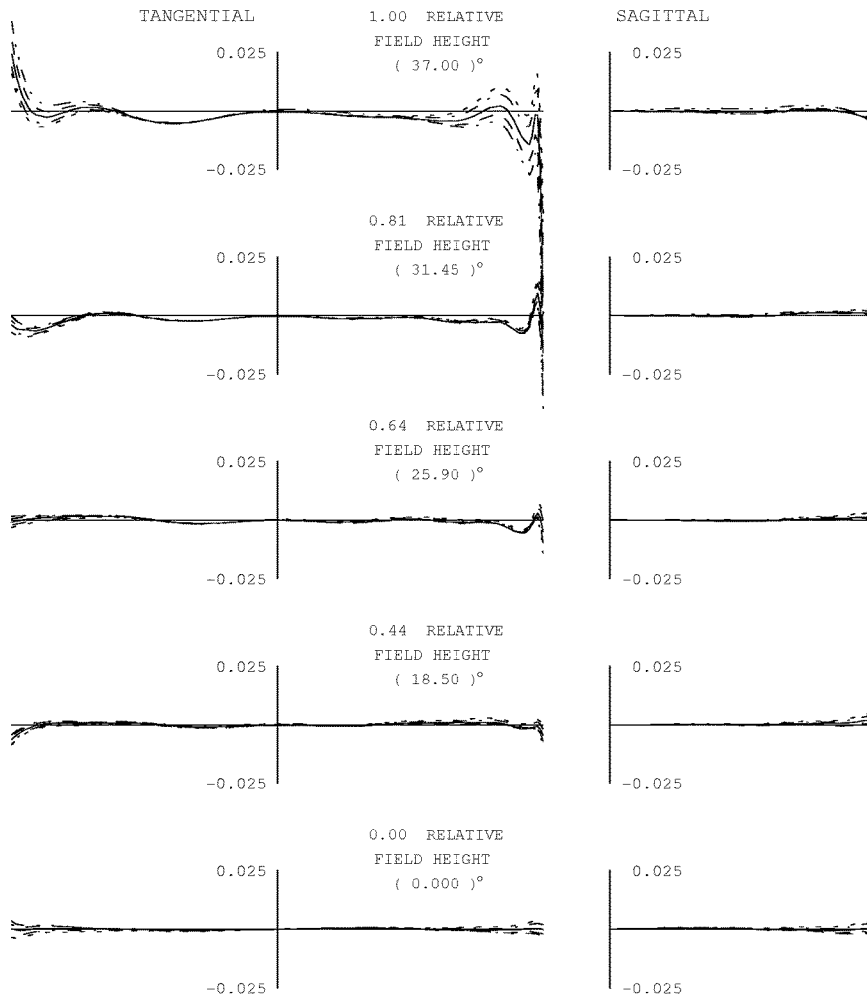 TANGENTIAL 1.00 RELATIVE SAGITTAL
FIELD HEIGHT
0.025 ( 37.00 )° 0.025
-0.025 -0.025
0.81 RELATIVE
FIELD HEIGHT
0.025 ( 31.45 )° 0.025
-0.025 -0.025
0.64 RELATIVE
FIELD HEIGHT
0.025 ( 25.90 )° 0.025
-0.025 -0.025
0.44 RELATIVE
FIELD HEIGHT
0.025 ( 18.50 )° 0.025
-0.025 -0.025
0.00 RELATIVE
FIELD HEIGHT
0.025 ( 0.000 )° 0.025
-0.025 -0.025